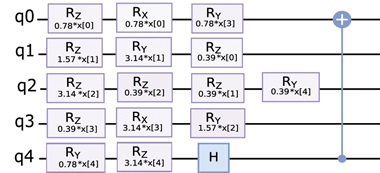 q0 R_Z 0.78*x[0] R_X 0.78*x[0] R_Y 0.78*x[3] +
q1 R_Z 1.57*x[1] R_Y 3.14*x[1] R_Z 0.39*x[0]
q2 R_Z 3.14*x[2] R_Z 0.39*x[2] R_Z 0.39*x[1] R_Y 0.39*x[4]
q3 R_Z 0.39*x[3] R_X 3.14*x[3] R_Y 1.57*x[2]
q4 R_Y 0.78*x[4] R_Z 3.14*x[4] H